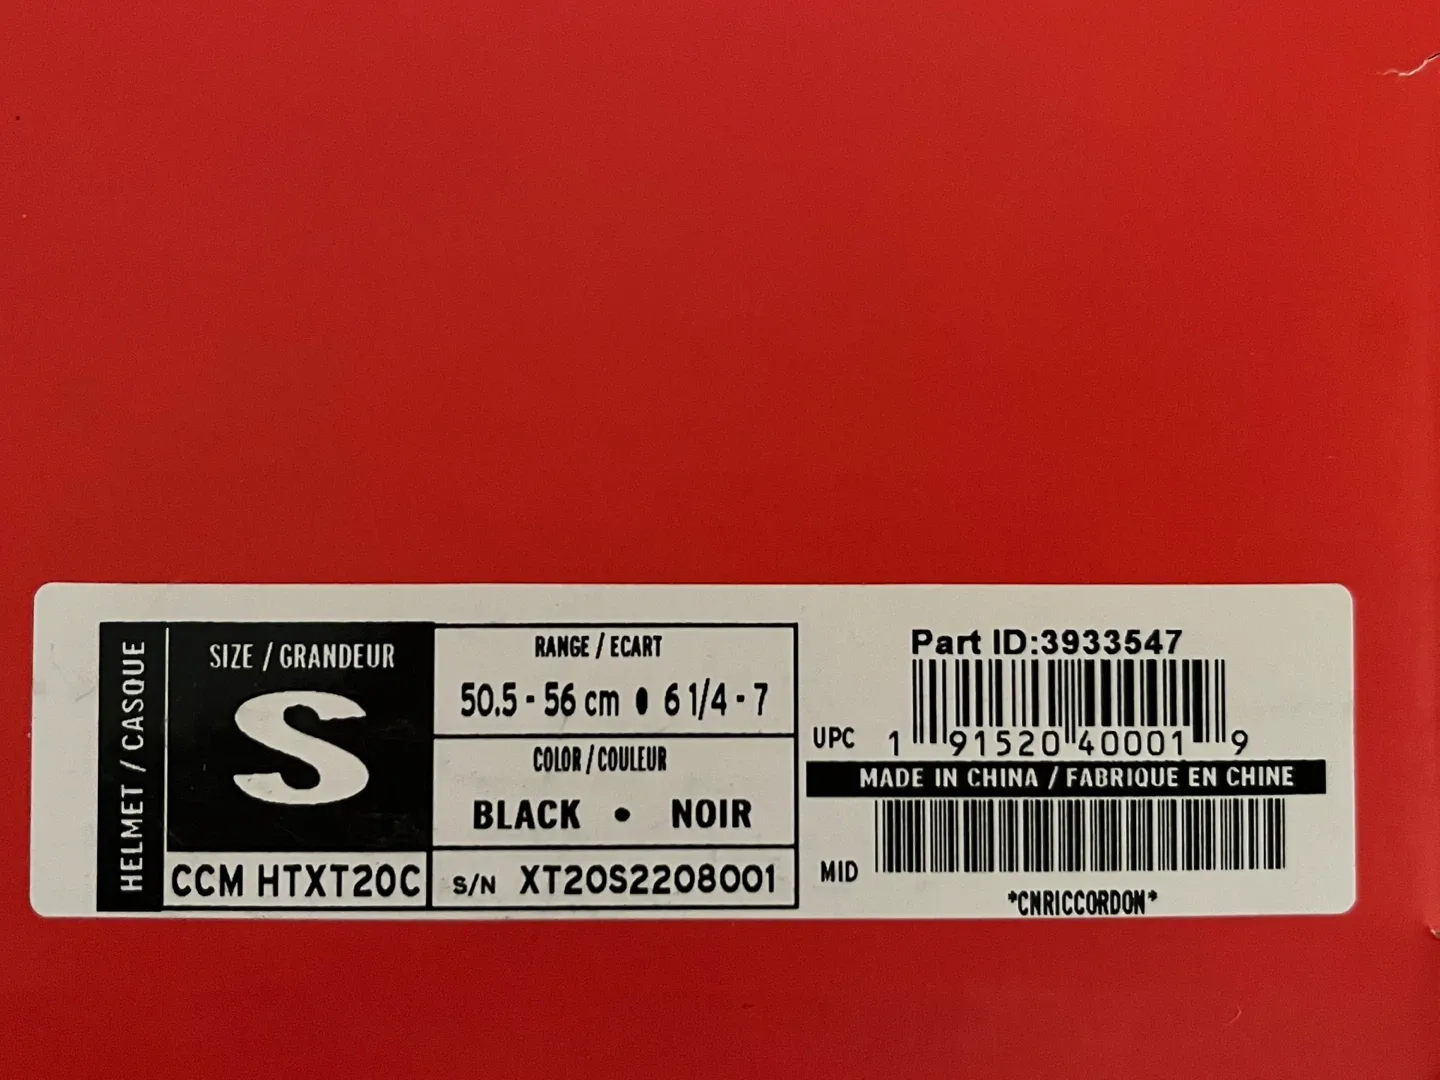 HELMET / CASQUE
SIZE / GRANDEUR
S
CCM HTXT20C
RANGE / ECART
50.5 - 56 cm • 6 1/4 - 7
COLOR / COULEUR
BLACK • NOIR
S/N XT20S2208001
Part ID:3933547
UPC 1 91520 40001 9
MADE IN CHINA / FABRIQUE EN CHINE
MID
*CNRICCORDON*